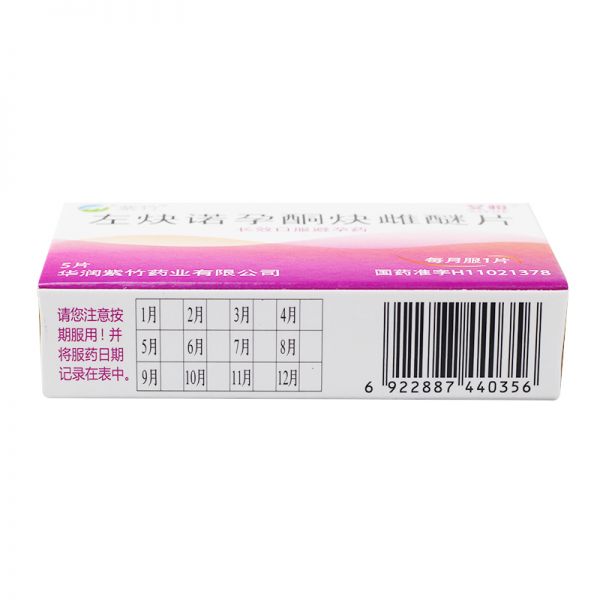 紫竹
左炔诺孕酮炔雌醚片
长效口服避孕药
5片
每月服1片
华润紫竹药业有限公司
国药准字H11021378
请您注意按
期服用！并
将服药日期
记录在表中。
1月 2月 3月 4月
5月 6月 7月 8月
9月 10月 11月 12月
6 922887 440356